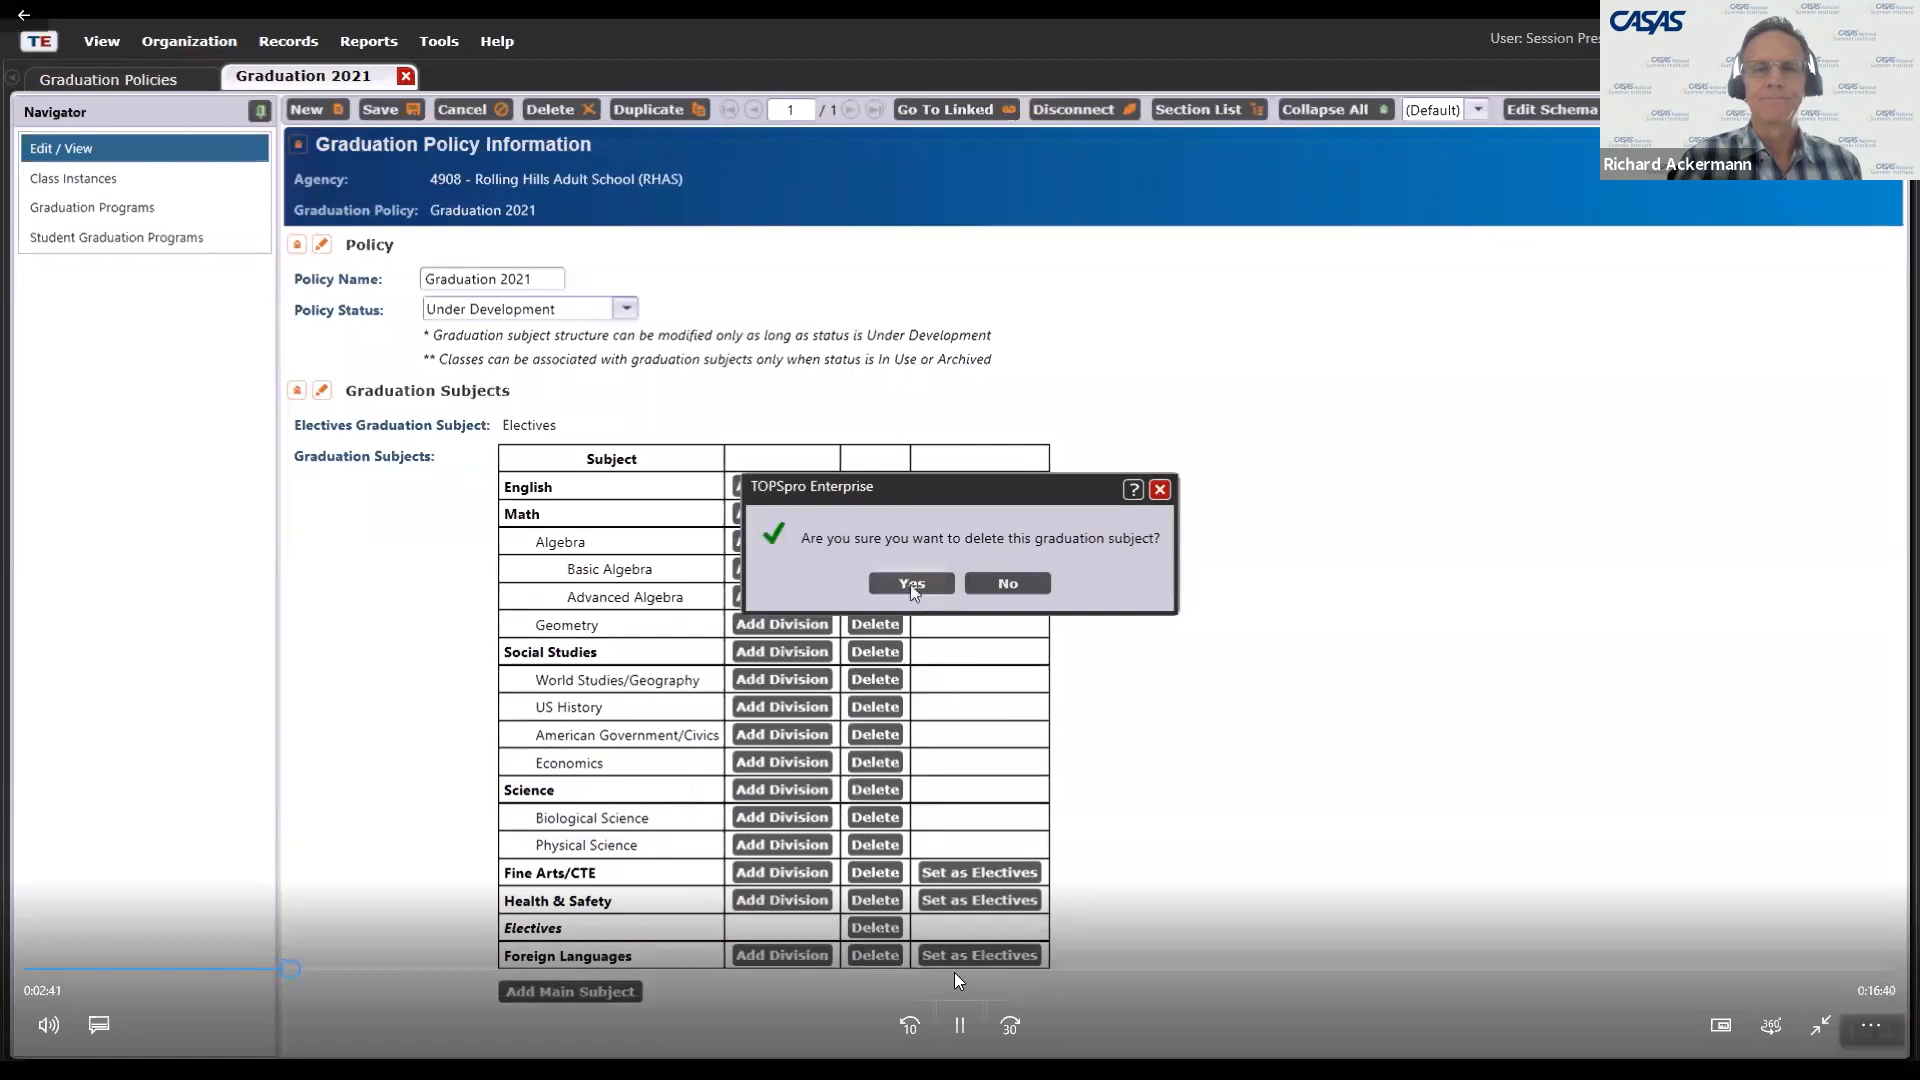 CASAS
TE View Organization Records Reports Tools Help
Graduation Policies Graduation 2021
Richard Ackermann
Navigator
Edit / View
Class Instances
Graduation Programs
Student Graduation Programs
New Save Cancel Delete Duplicate 1 / 1 Go To Linked Disconnect Section List Collapse All (Default) Edit Schema
Graduation Policy Information
Agency: 4908 - Rolling Hills Adult School (RHAS)
Graduation Policy: Graduation 2021
Policy
Policy Name: Graduation 2021
Policy Status: Under Development
* Graduation subject structure can be modified only as long as status is Under Development
** Classes can be associated with graduation subjects only when status is In Use or Archived
Graduation Subjects
Electives Graduation Subject: Electives
Graduation Subjects:
Subject
English
Math
Algebra
Basic Algebra
Advanced Algebra
TOPSpro Enterprise ?
Are you sure you want to delete this graduation subject?
Yes No
Geometry Add Division Delete
Social Studies Add Division Delete
World Studies/Geography Add Division Delete
US History Add Division Delete
American Government/Civics Add Division Delete
Economics Add Division Delete
Science Add Division Delete
Biological Science Add Division Delete
Physical Science Add Division Delete
Fine Arts/CTE Add Division Delete Set as Electives
Health & Safety Add Division Delete Set as Electives
Electives Delete
Foreign Languages Add Division Delete Set as Electives
Add Main Subject
0:02:41 0:16:40
10 30 360